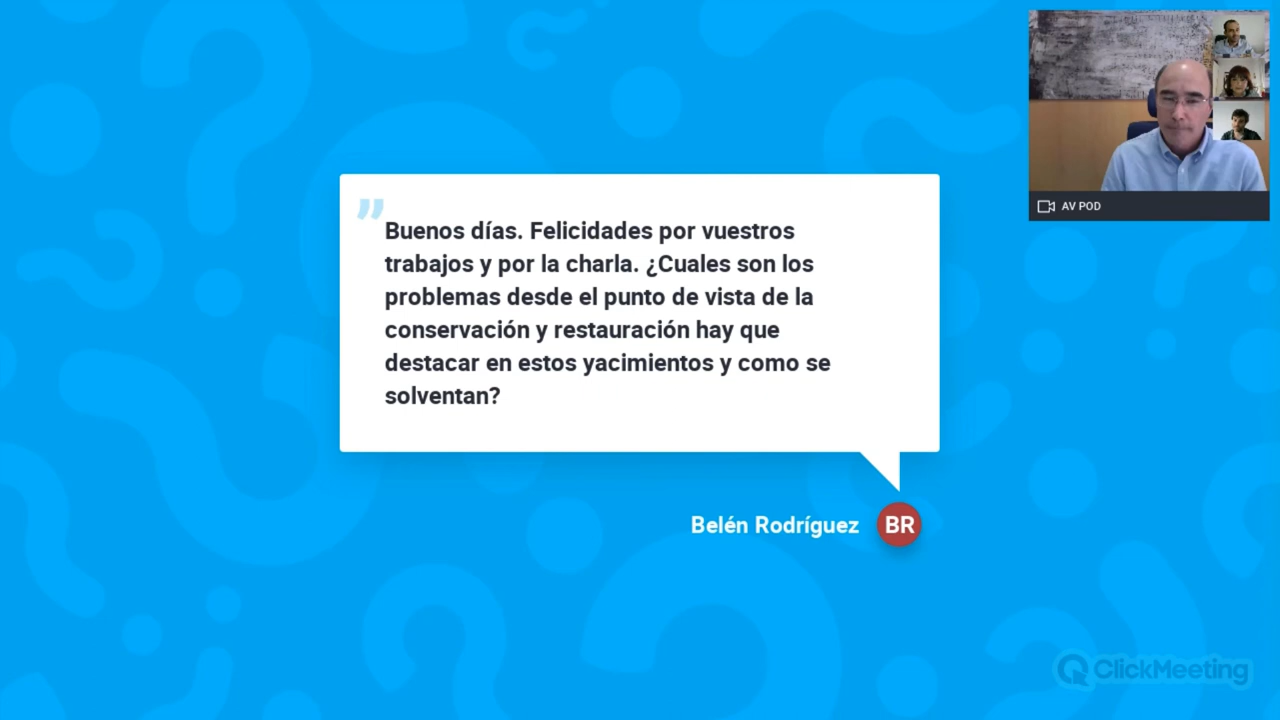 AV POD
Buenos días. Felicidades por vuestros
trabajos y por la charla. ¿Cuales son los
problemas desde el punto de vista de la
conservación y restauración hay que
destacar en estos yacimientos y como se
solventan?
Belén Rodríguez BR
ClickMeeting